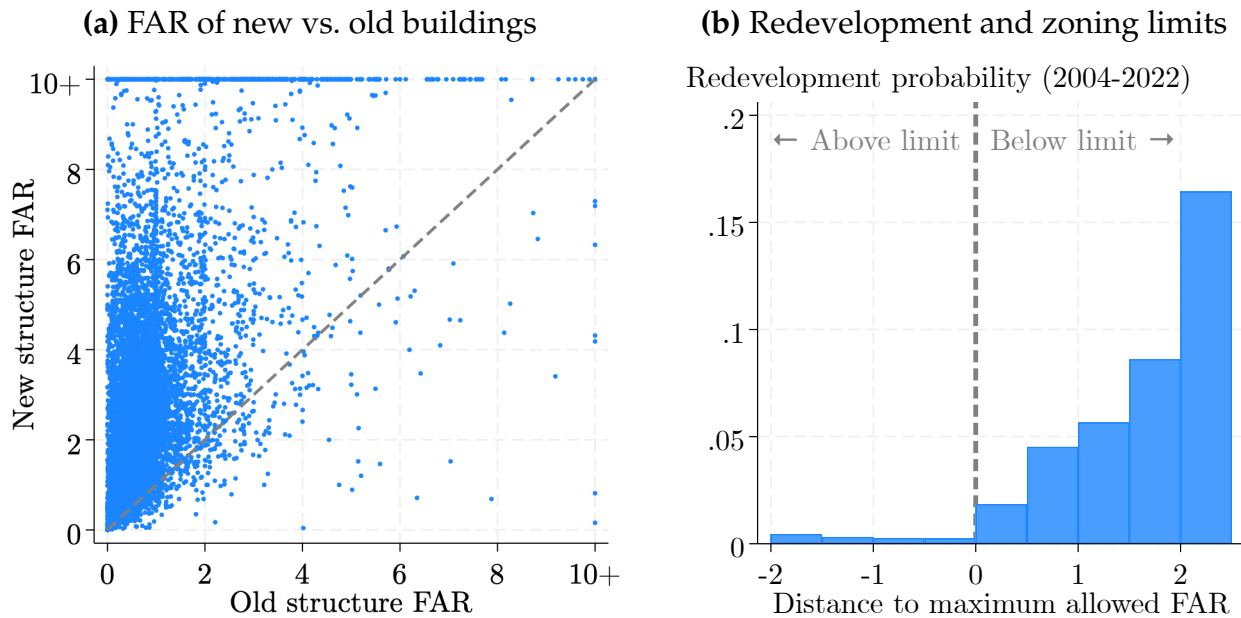 (a) FAR of new vs. old buildings
10+
8
6
4
2
0
New structure FAR
0 2 4 6 8 10+
Old structure FAR
(b) Redevelopment and zoning limits
Redevelopment probability (2004-2022)
← Above limit Below limit →
.2
.15
.1
.05
0
-2 -1 0 1 2
Distance to maximum allowed FAR